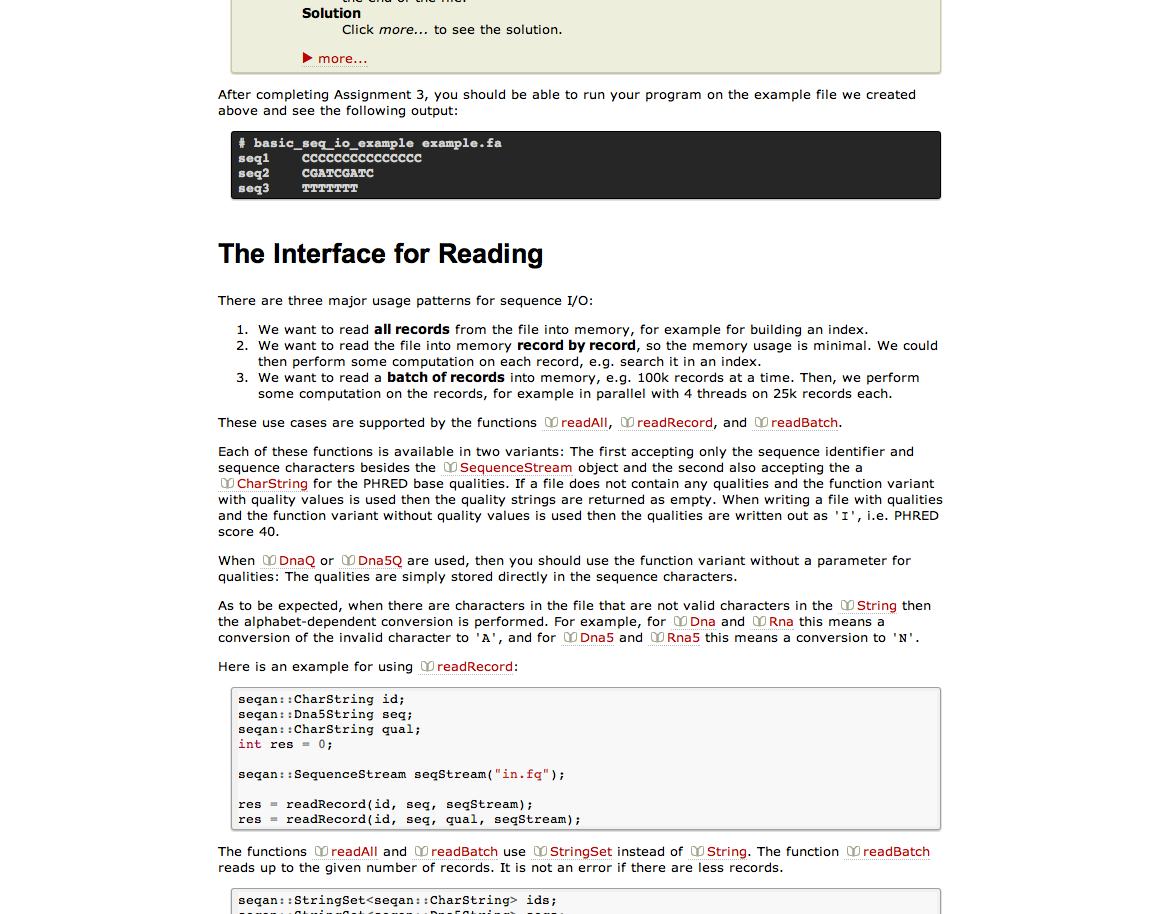 the end of the file.
Solution
Click more... to see the solution.
more...
After completing Assignment 3, you should be able to run your program on the example file we created
above and see the following output:
# basic_seq_io_example example.fa
seq1    CCCCCCCCCCCCCCC
seq2    CGATCGATC
seq3    TTTTTTT
The Interface for Reading
There are three major usage patterns for sequence I/O:
1. We want to read all records from the file into memory, for example for building an index.
2. We want to read the file into memory record by record, so the memory usage is minimal. We could
then perform some computation on each record, e.g. search it in an index.
3. We want to read a batch of records into memory, e.g. 100k records at a time. Then, we perform
some computation on the records, for example in parallel with 4 threads on 25k records each.
These use cases are supported by the functions readAll, readRecord, and readBatch.
Each of these functions is available in two variants: The first accepting only the sequence identifier and
sequence characters besides the SequenceStream object and the second also accepting the a
CharString for the PHRED base qualities. If a file does not contain any qualities and the function variant
with quality values is used then the quality strings are returned as empty. When writing a file with qualities
and the function variant without quality values is used then the qualities are written out as 'I', i.e. PHRED
score 40.
When DnaQ or Dna5Q are used, then you should use the function variant without a parameter for
qualities: The qualities are simply stored directly in the sequence characters.
As to be expected, when there are characters in the file that are not valid characters in the String then
the alphabet-dependent conversion is performed. For example, for Dna and Rna this means a
conversion of the invalid character to 'A', and for Dna5 and Rna5 this means a conversion to 'N'.
Here is an example for using readRecord:
seqan::CharString id;
seqan::Dna5String seq;
seqan::CharString qual;
int res = 0;
seqan::SequenceStream seqStream("in.fq");
res = readRecord(id, seq, seqStream);
res = readRecord(id, seq, qual, seqStream);
The functions readAll and readBatch use StringSet instead of String. The function readBatch
reads up to the given number of records. It is not an error if there are less records.
seqan::StringSet<seqan::CharString> ids;